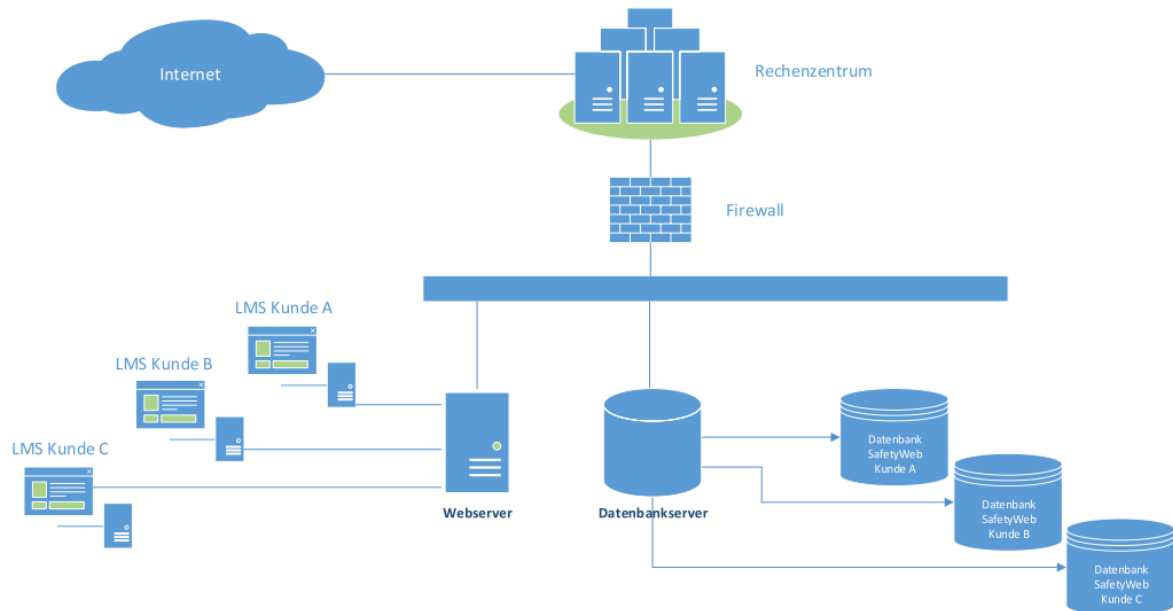 Internet
Rechenzentrum
Firewall
LMS Kunde A
LMS Kunde B
LMS Kunde C
Webserver
Datenbankserver
Datenbank
SafetyWeb
Kunde A
Datenbank
SafetyWeb
Kunde B
Datenbank
SafetyWeb
Kunde C